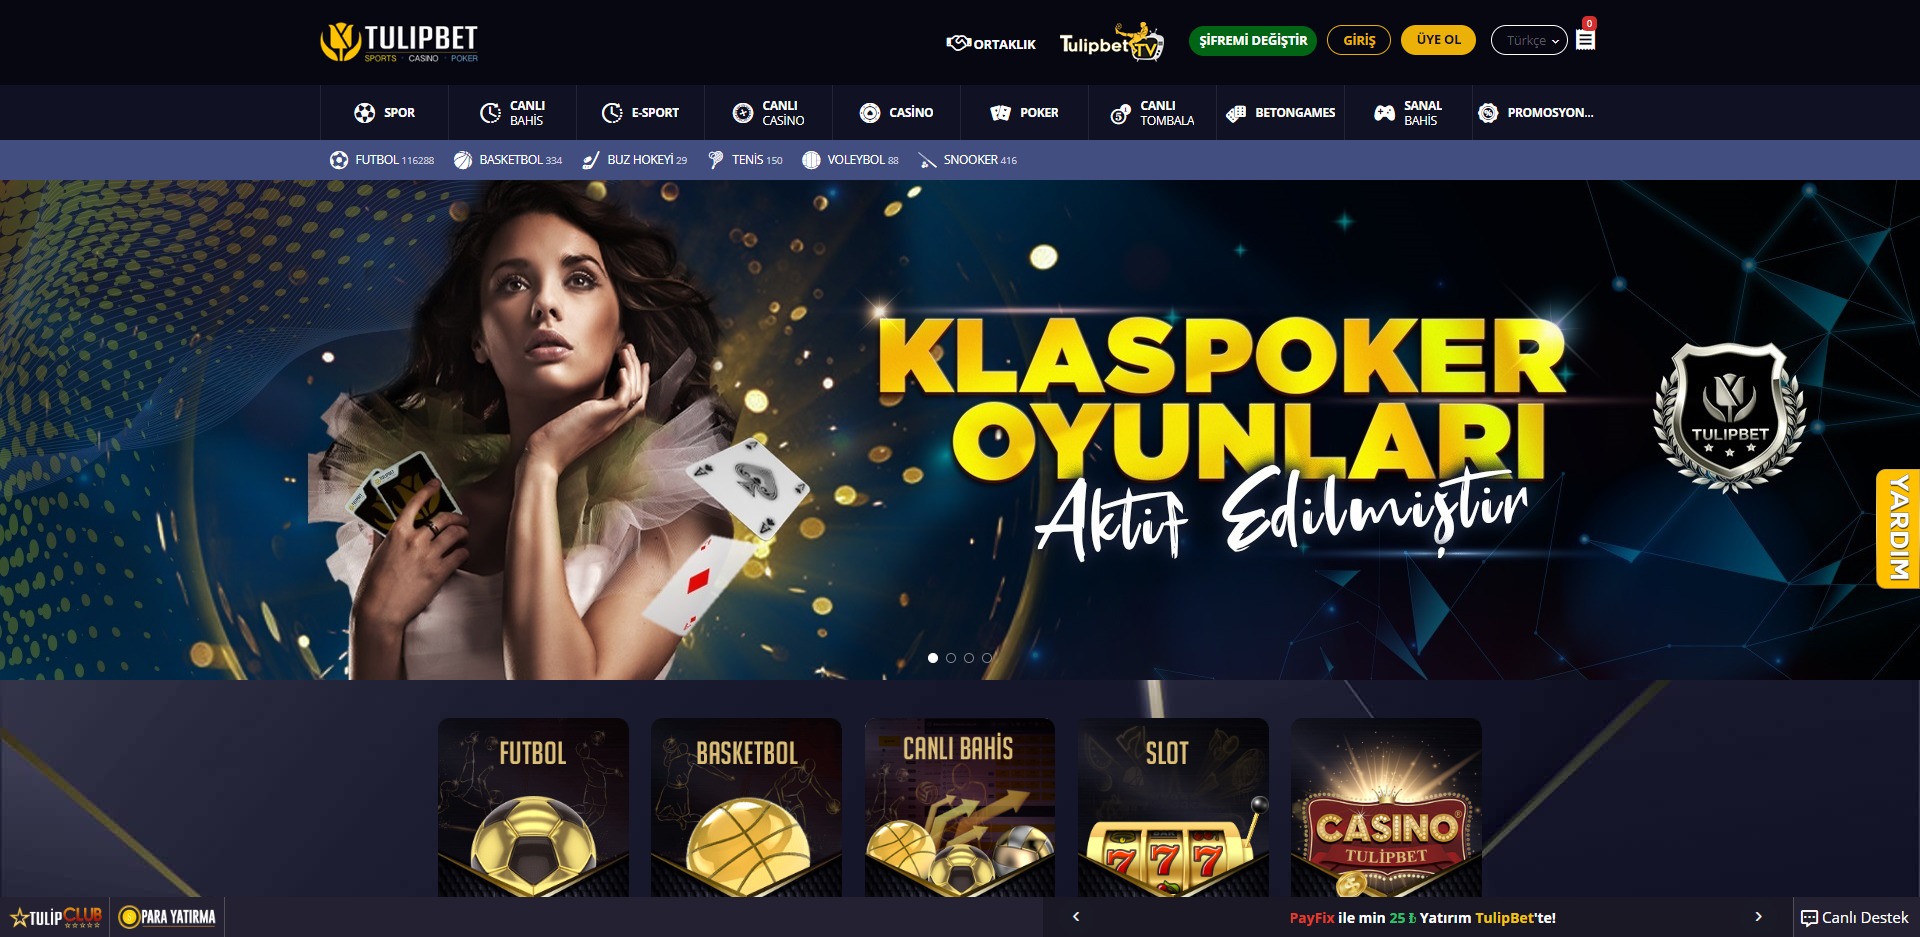 TULIPBET
SPORTS · CASINO · POKER
ORTAKLIK
Tulipbet TV
ŞİFREMİ DEĞİŞTİR
GİRİŞ
ÜYE OL
Türkçe
0
SPOR
CANLI
BAHİS
E-SPORT
CANLI
CASİNO
CASİNO
POKER
CANLI
TOMBALA
BETONGAMES
SANAL
BAHİS
PROMOSYON...
FUTBOL 116288
BASKETBOL 334
BUZ HOKEYİ 29
TENİS 150
VOLEYBOL 88
SNOOKER 416
KLASPOKER
OYUNLARI
Aktif Edilmiştir
TULIPBET
YARDIM
FUTBOL
BASKETBOL
CANLI BAHİS
SLOT
777
CASINO
TULİPBET
TULİPCLUB
PARA YATIRMA
PayFix ile min 25 ₺ Yatırım TulipBet'te!
Canlı Destek